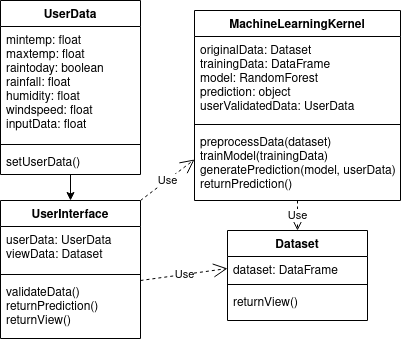 UserData
mintemp: float
maxtemp: float
raintoday: boolean
rainfall: float
humidity: float
windspeed: float
inputData: float
setUserData()
MachineLearningKernel
originalData: Dataset
trainingData: DataFrame
model: RandomForest
prediction: object
userValidatedData: UserData
preprocessData(dataset)
trainModel(trainingData)
generatePrediction(model, userData)
returnPrediction()
Use
Use
UserInterface
userData: UserData
viewData: Dataset
validateData()
returnPrediction()
returnView()
Use
Dataset
dataset: DataFrame
returnView()